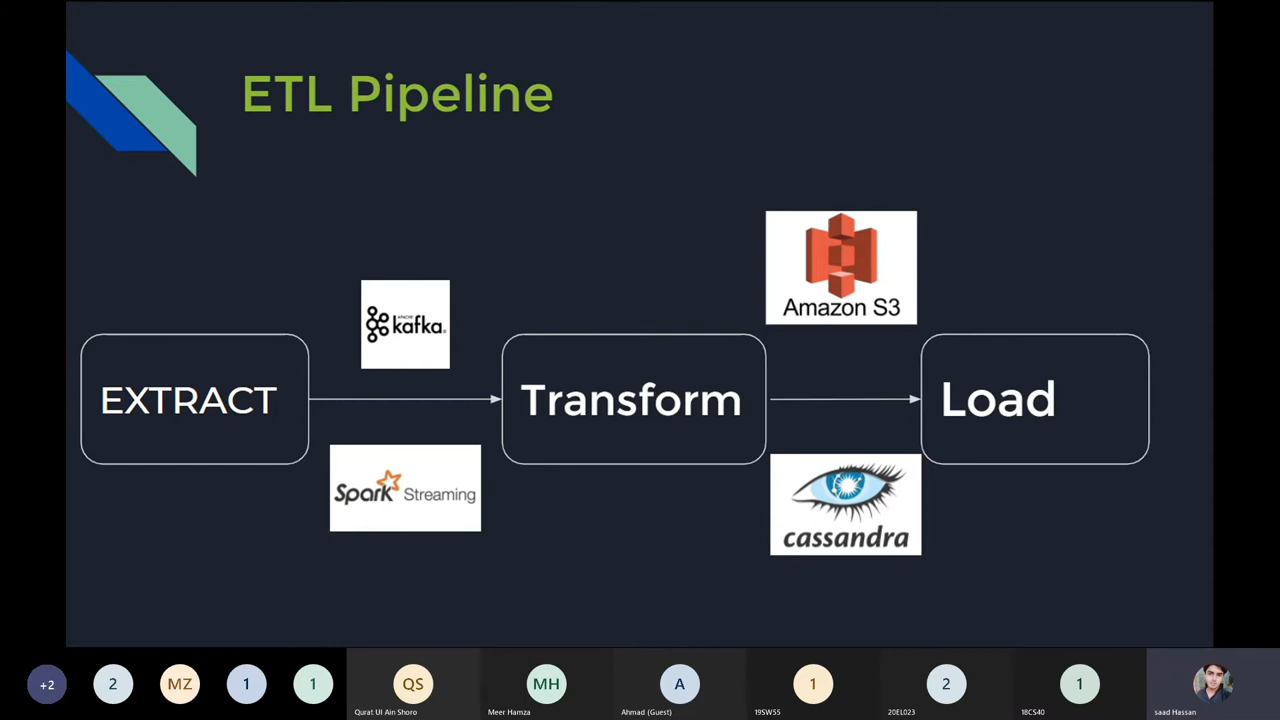 ETL Pipeline
Amazon S3
APACHE
kafka
EXTRACT
Transform
Load
Spark Streaming
cassandra
+2
2
MZ
1
1
QS
MH
A
1
2
1
Qurat Ul Ain Shoro
Meer Hamza
Ahmad (Guest)
19SW55
20EL023
18CS40
saad Hassan